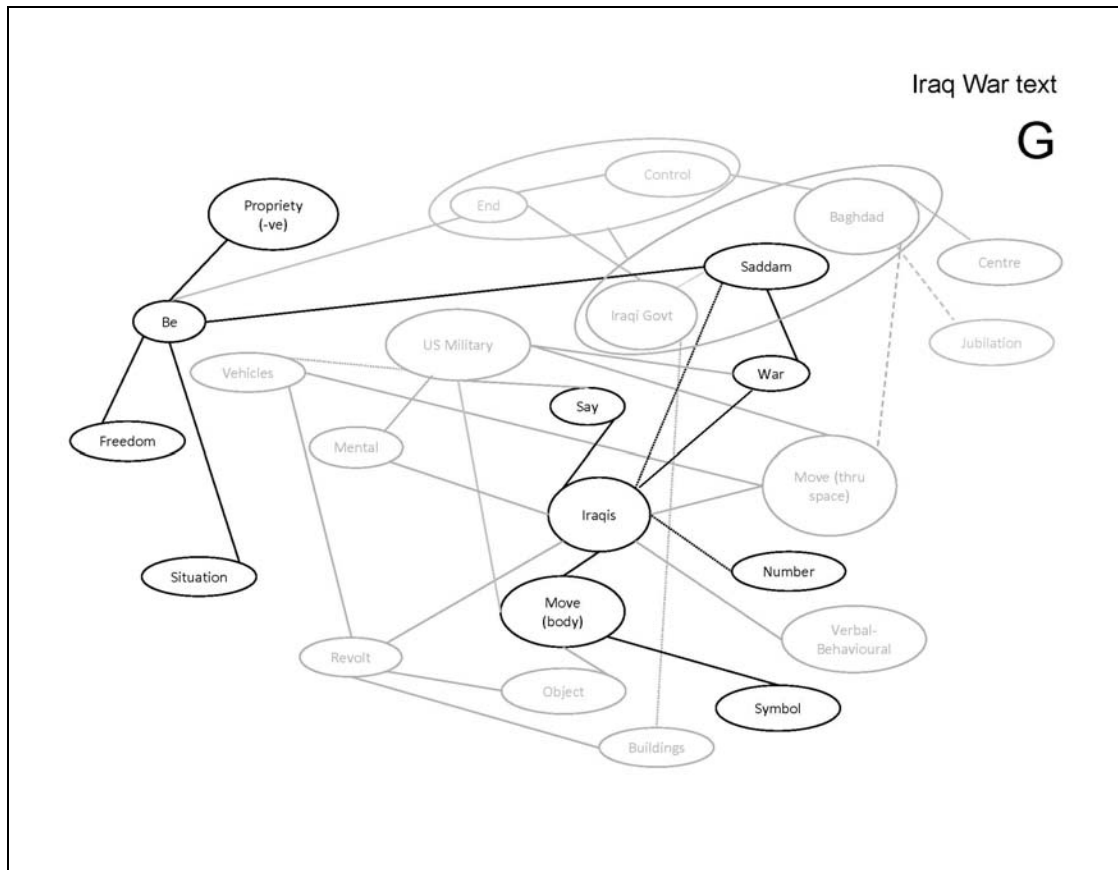 Iraq War text
G
Control
Propriety
(-ve)
End
Baghdad
Saddam
Centre
Iraqi Govt
Be
US Military
Jubilation
Vehicles
War
Say
Freedom
Mental
Move (thru
space)
Iraqis
Number
Situation
Move
(body)
Verbal-
Behavioural
Revolt
Object
Symbol
Buildings